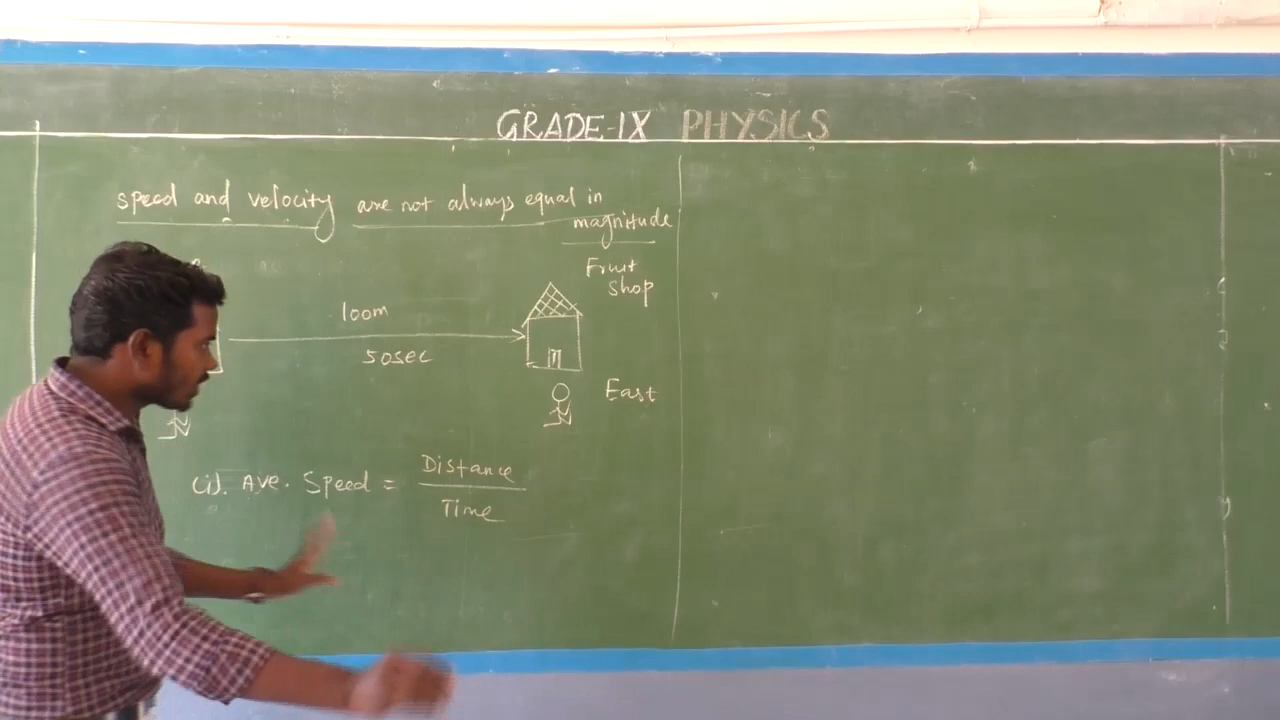 GRADE-IX PHYSICS
speed and velocity are not always equal in
magnitude
Fruit
shop
100m
50sec
East
(i). Ave. Speed = Distance
Time